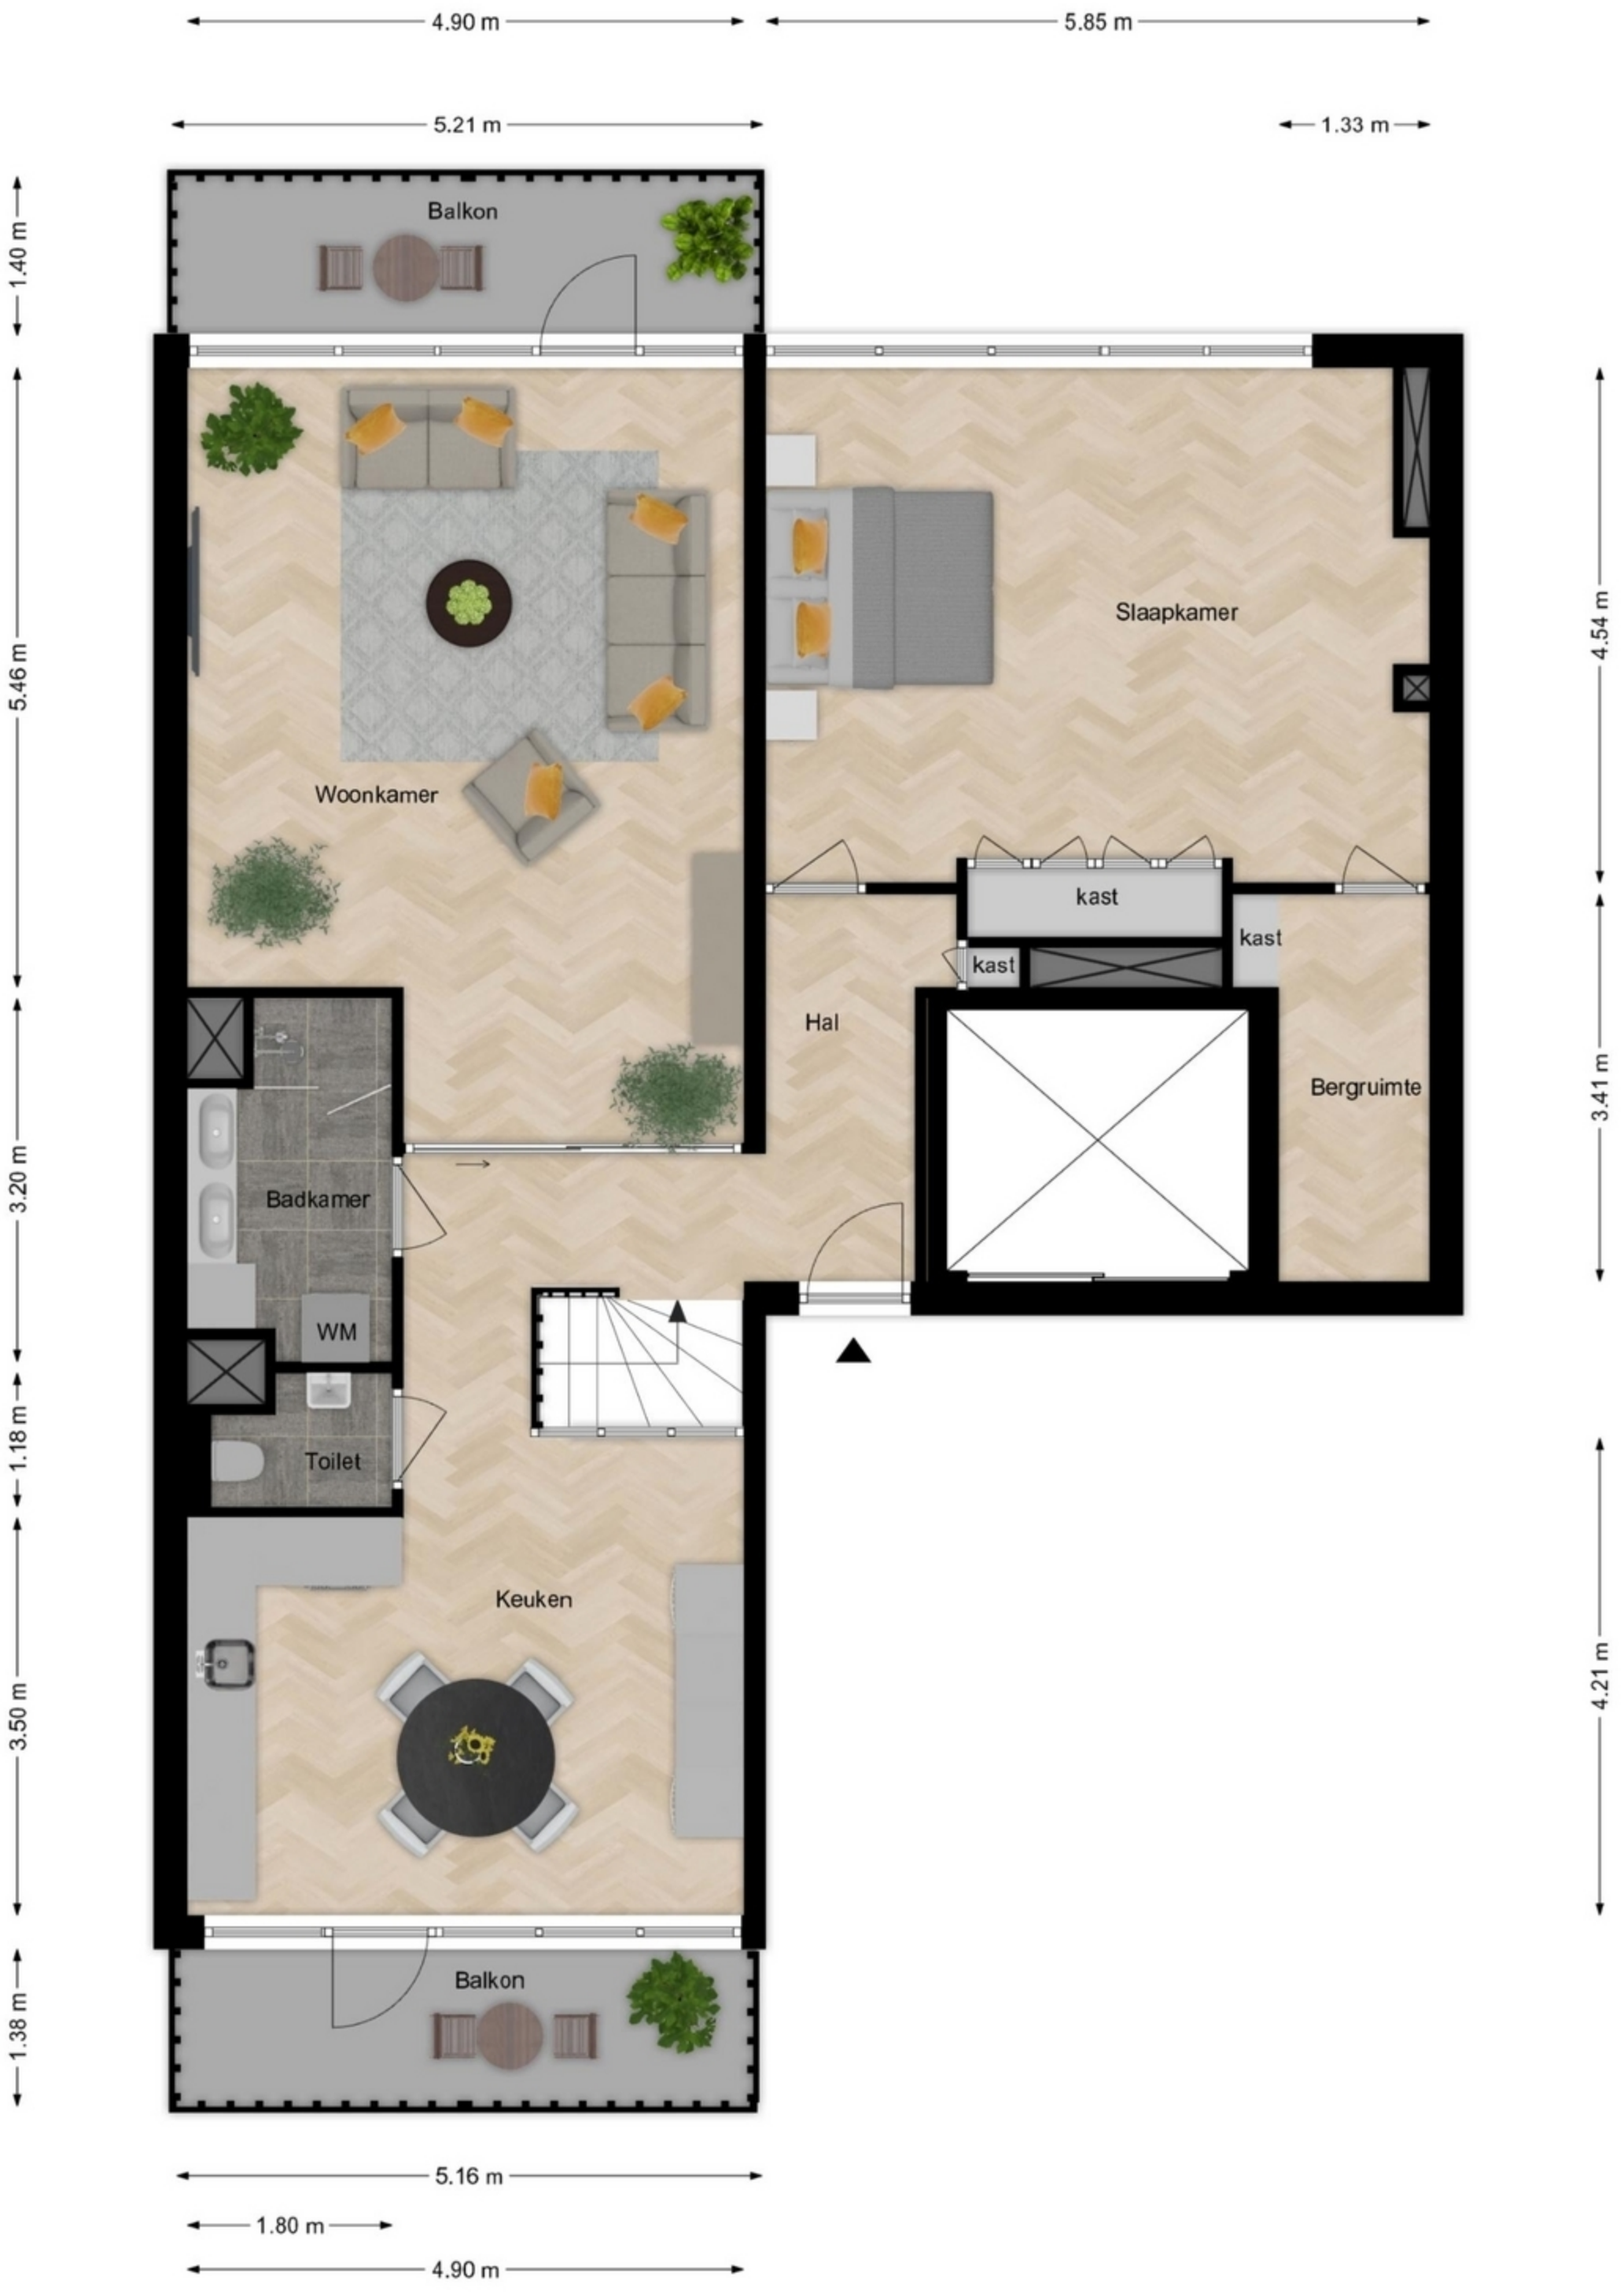 4.90 m
5.85 m
5.21 m
1.33 m
Balkon
1.40 m
Slaapkamer
4.54 m
5.46 m
Woonkamer
kast
kast
kast
Hal
Bergruimte
3.41 m
Badkamer
3.20 m
WM
Toilet
1.18 m
Keuken
4.21 m
3.50 m
Balkon
1.38 m
5.16 m
1.80 m
4.90 m